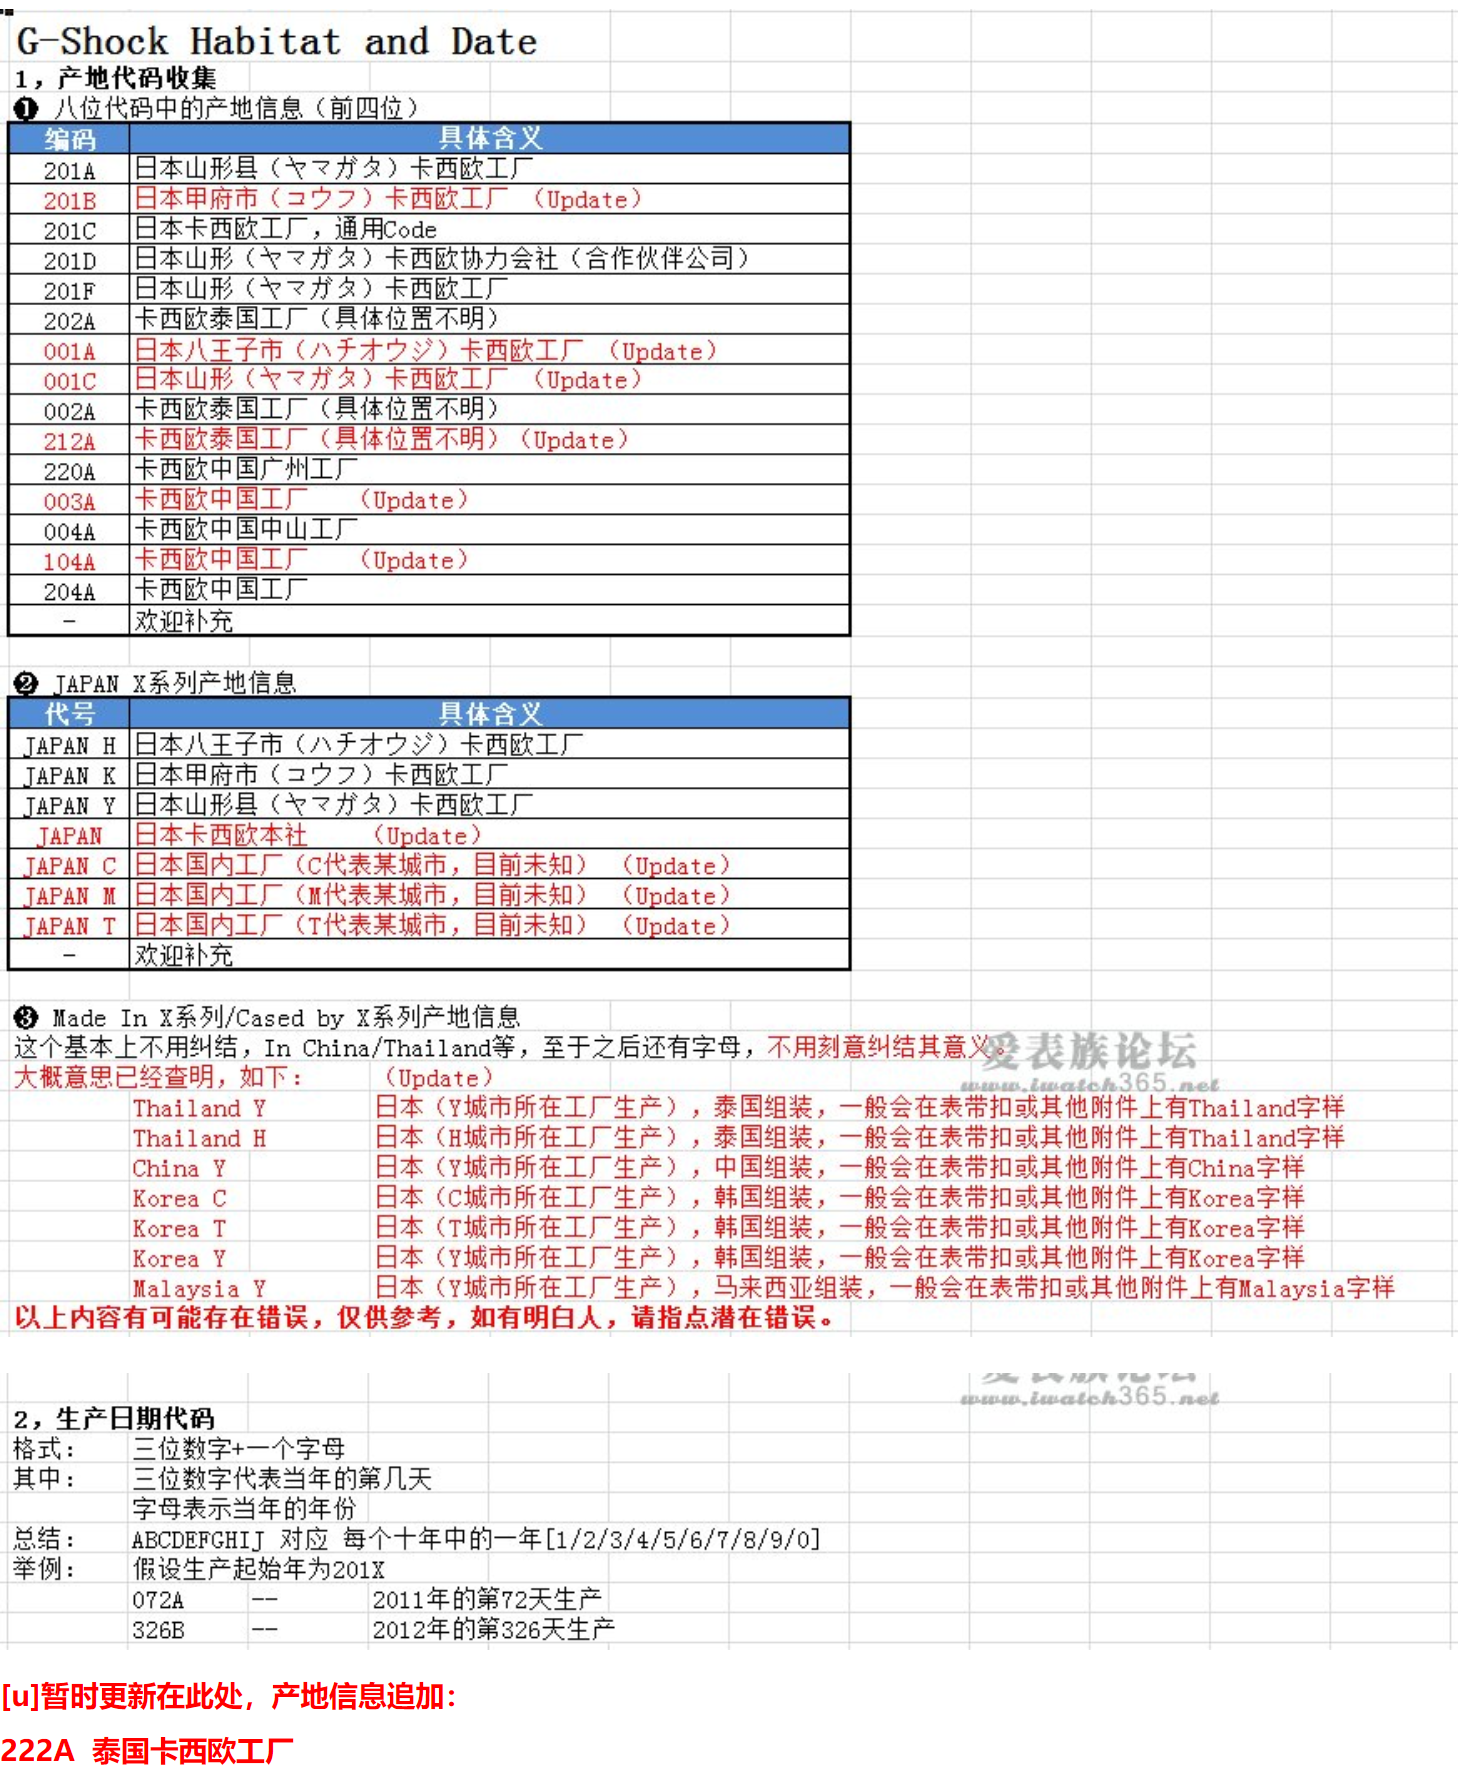 G-Shock Habitat and Date
1，产地代码收集
❶ 八位代码中的产地信息（前四位）
编码 具体含义
201A 日本山形县（ヤマガタ）卡西欧工厂
201B 日本甲府市（コウフ）卡西欧工厂 （Update）
201C 日本卡西欧工厂，通用Code
201D 日本山形（ヤマガタ）卡西欧协力会社（合作伙伴公司）
201F 日本山形（ヤマガタ）卡西欧工厂
202A 卡西欧泰国工厂（具体位置不明）
001A 日本八王子市（ハチオウジ）卡西欧工厂 （Update）
001C 日本山形（ヤマガタ）卡西欧工厂 （Update）
002A 卡西欧泰国工厂（具体位置不明）
212A 卡西欧泰国工厂（具体位置不明）（Update）
220A 卡西欧中国广州工厂
003A 卡西欧中国工厂 （Update）
004A 卡西欧中国中山工厂
104A 卡西欧中国工厂 （Update）
204A 卡西欧中国工厂
- 欢迎补充
❷ JAPAN X系列产地信息
代号 具体含义
JAPAN H 日本八王子市（ハチオウジ）卡西欧工厂
JAPAN K 日本甲府市（コウフ）卡西欧工厂
JAPAN Y 日本山形县（ヤマガタ）卡西欧工厂
JAPAN 日本卡西欧本社 （Update）
JAPAN C 日本国内工厂（C代表某城市，目前未知） （Update）
JAPAN M 日本国内工厂（M代表某城市，目前未知） （Update）
JAPAN T 日本国内工厂（T代表某城市，目前未知） （Update）
- 欢迎补充
❸ Made In X系列/Cased by X系列产地信息
这个基本上不用纠结，In China/Thailand等，至于之后还有字母，不用刻意纠结其意义。
爱表族论坛
大概意思已经查明，如下： （Update）
www.iwatch365.net
Thailand Y 日本（Y城市所在工厂生产），泰国组装，一般会在表带扣或其他附件上有Thailand字样
Thailand H 日本（H城市所在工厂生产），泰国组装，一般会在表带扣或其他附件上有Thailand字样
China Y 日本（Y城市所在工厂生产），中国组装，一般会在表带扣或其他附件上有China字样
Korea C 日本（C城市所在工厂生产），韩国组装，一般会在表带扣或其他附件上有Korea字样
Korea T 日本（T城市所在工厂生产），韩国组装，一般会在表带扣或其他附件上有Korea字样
Korea Y 日本（Y城市所在工厂生产），韩国组装，一般会在表带扣或其他附件上有Korea字样
Malaysia Y 日本（Y城市所在工厂生产），马来西亚组装，一般会在表带扣或其他附件上有Malaysia字样
以上内容有可能存在错误，仅供参考，如有明白人，请指点潜在错误。
www.iwatch365.net
2，生产日期代码
格式： 三位数字+一个字母
其中： 三位数字代表当年的第几天
字母表示当年的年份
总结： ABCDEFGHIJ 对应 每个十年中的一年[1/2/3/4/5/6/7/8/9/0]
举例： 假设生产起始年为201X
072A -- 2011年的第72天生产
326B -- 2012年的第326天生产
[u]暂时更新在此处，产地信息追加：
222A 泰国卡西欧工厂